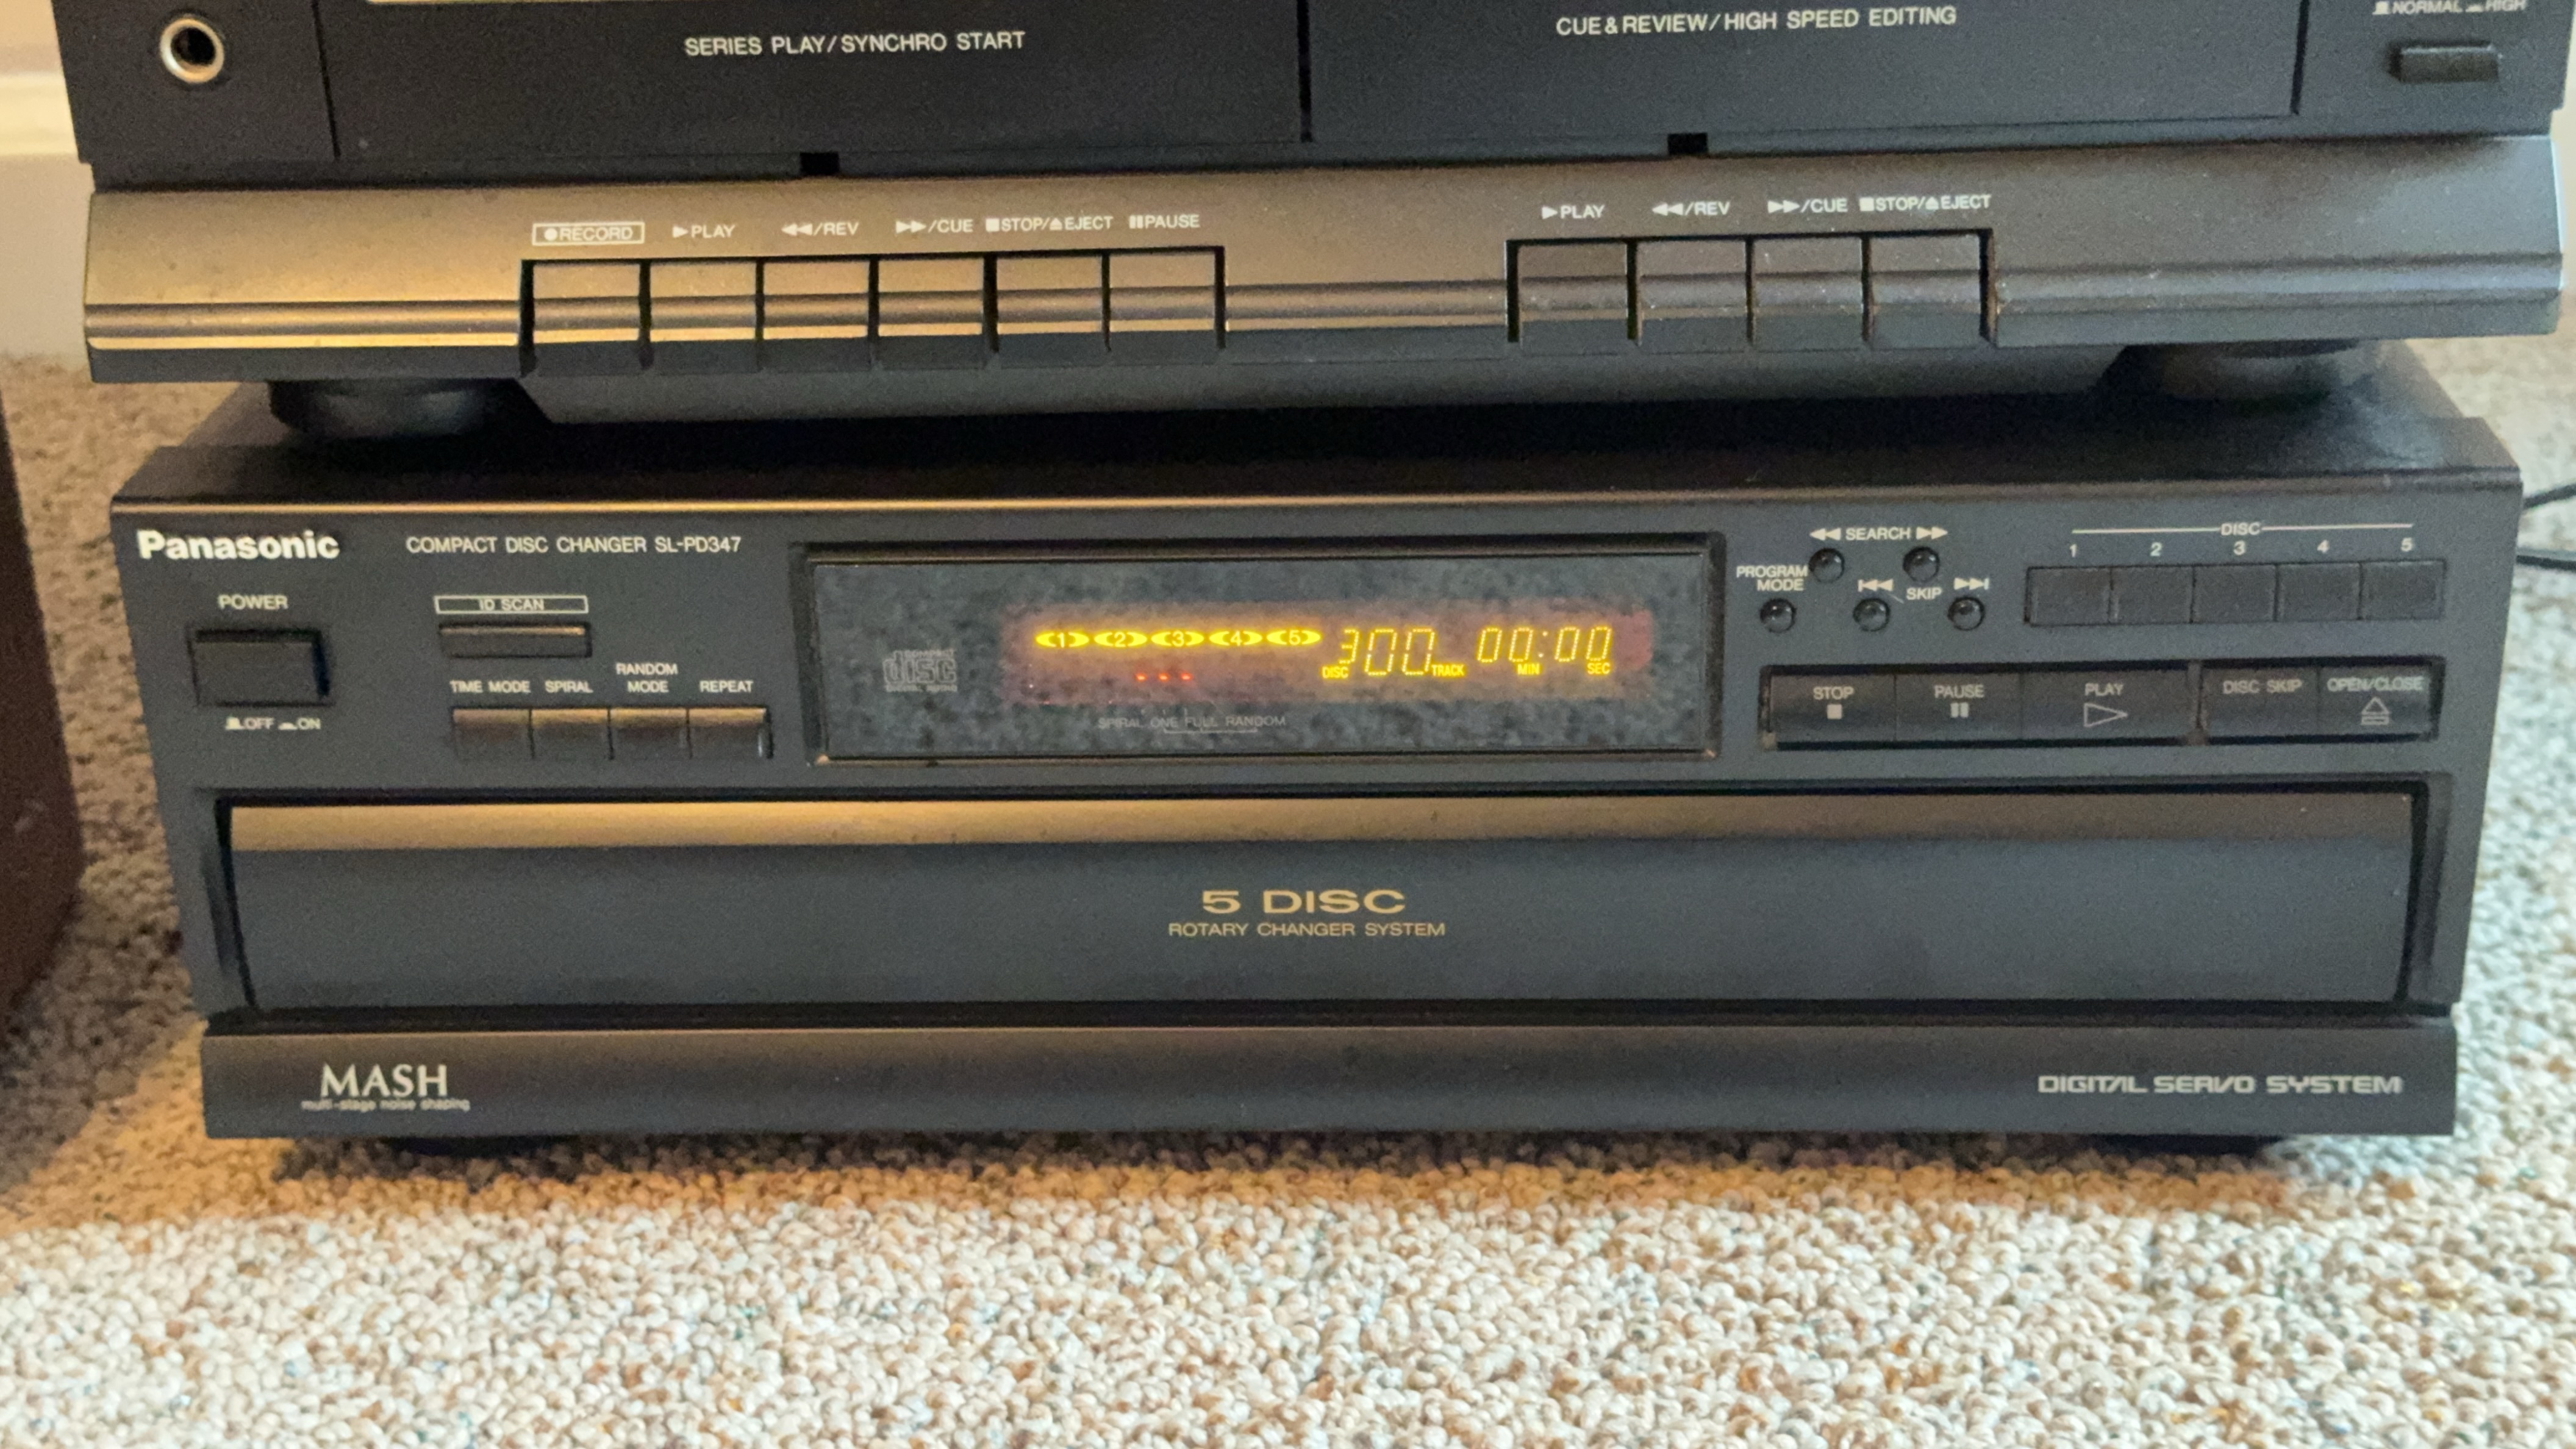 SERIES PLAY/SYNCHRO START
CUE&REVIEW/HIGH SPEED EDITING
NORMAL HIGH
●RECORD ▶PLAY ◀◀/REV ▶▶/CUE ■STOP/⏏EJECT ❚❚PAUSE
▶PLAY ◀◀/REV ▶▶/CUE ■STOP/⏏EJECT
Panasonic
COMPACT DISC CHANGER SL-PD347
POWER
OFF ON
ID SCAN
TIME MODE SPIRAL RANDOM MODE REPEAT
COMPACT
disc
DIGITAL AUDIO
1 2 3 4 5 300 00:00
DISC TRACK MIN SEC
SPIRAL ONE FULL RANDOM
◀◀ SEARCH ▶▶
PROGRAM
MODE
|◀◀ SKIP ▶▶|
DISC
1 2 3 4 5
STOP ■
PAUSE ❚❚
PLAY ▷
DISC SKIP
OPEN/CLOSE ⏏
5 DISC
ROTARY CHANGER SYSTEM
MASH
multi-stage noise shaping
DIGITAL SERVO SYSTEM